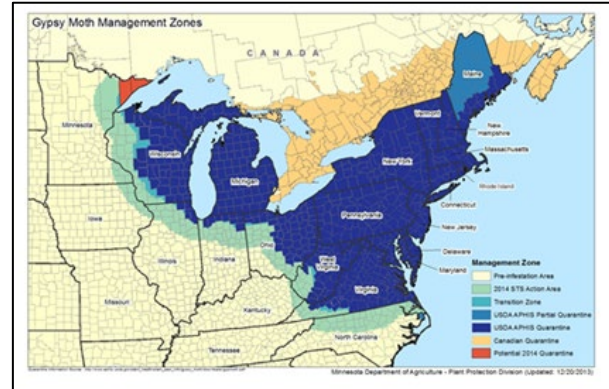 Gypsy Moth Management Zones
CANADA
Maine
Minnesota
Vermont
New
Hampshire
Wisconsin
Massachusetts
Michigan
New York
Rhode Island
Connecticut
Iowa
Pennsylvania
New Jersey
Ohio
Illinois
Indiana
Delaware
Maryland
West
Virginia
Virginia
Missouri
Kentucky
North Carolina
Tennessee
Management Zone
Pre-infestation Area
2014 STS Action Area
Transition Zone
USDA APHIS Partial Quarantine
USDA APHIS Quarantine
Canadian Quarantine
Potential 2014 Quarantine
Minnesota Department of Agriculture - Plant Protection Division (Updated: 12/20/2013)